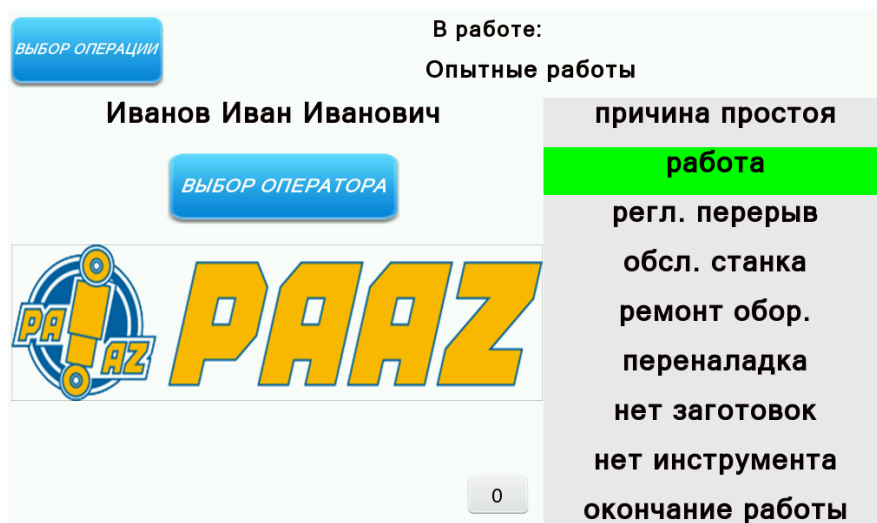 ВЫБОР ОПЕРАЦИИ
В работе:
Опытные работы
Иванов Иван Иванович
ВЫБОР ОПЕРАТОРА
PA
AZ
PAAZ
0
причина простоя
работа
регл. перерыв
обсл. станка
ремонт обор.
переналадка
нет заготовок
нет инструмента
окончание работы